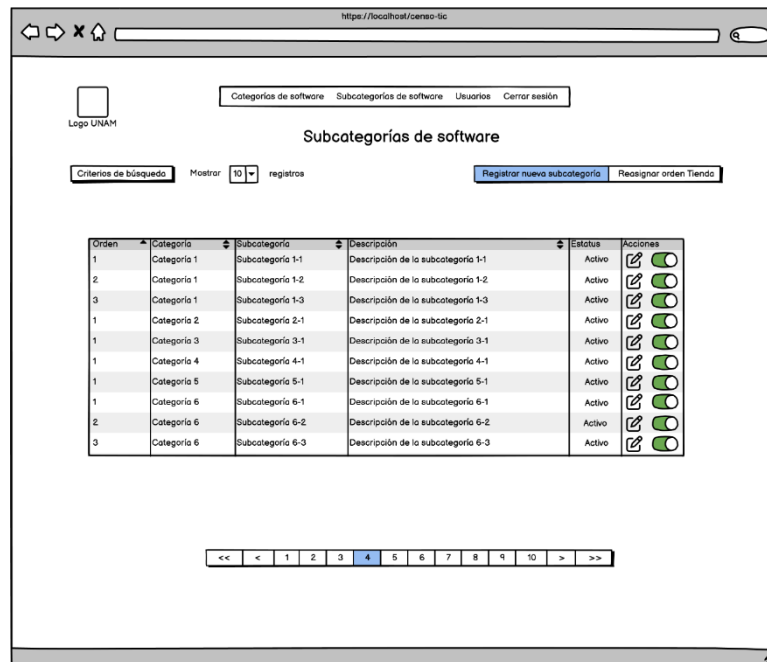 https://localhost/censo-tic
Categorías de software Subcategorías de software Usuarios Cerrar sesión
Logo UNAM
Subcategorías de software
Criterios de búsqueda Mostrar 10 registros Registrar nueva subcategoría Reasignar orden Tienda
Orden Categoría Subcategoría Descripción Estatus Acciones
1 Categoría 1 Subcategoría 1-1 Descripción de la subcategoría 1-1 Activo
2 Categoría 1 Subcategoría 1-2 Descripción de la subcategoría 1-2 Activo
3 Categoría 1 Subcategoría 1-3 Descripción de la subcategoría 1-3 Activo
1 Categoría 2 Subcategoría 2-1 Descripción de la subcategoría 2-1 Activo
1 Categoría 3 Subcategoría 3-1 Descripción de la subcategoría 3-1 Activo
1 Categoría 4 Subcategoría 4-1 Descripción de la subcategoría 4-1 Activo
1 Categoría 5 Subcategoría 5-1 Descripción de la subcategoría 5-1 Activo
1 Categoría 6 Subcategoría 6-1 Descripción de la subcategoría 6-1 Activo
2 Categoría 6 Subcategoría 6-2 Descripción de la subcategoría 6-2 Activo
3 Categoría 6 Subcategoría 6-3 Descripción de la subcategoría 6-3 Activo
<< < 1 2 3 4 5 6 7 8 9 10 > >>